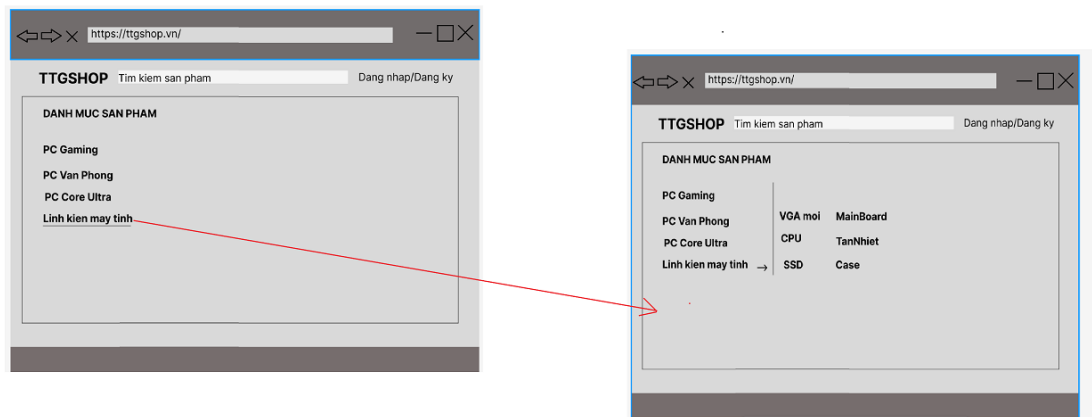 https://ttgshop.vn/
TTGSHOP Tim kiem san pham Dang nhap/Dang ky
DANH MUC SAN PHAM
PC Gaming
PC Van Phong
PC Core Ultra
Linh kien may tinh
https://ttgshop.vn/
TTGSHOP Tim kiem san pham Dang nhap/Dang ky
DANH MUC SAN PHAM
PC Gaming
PC Van Phong VGA moi MainBoard
PC Core Ultra CPU TanNhiet
Linh kien may tinh → SSD Case